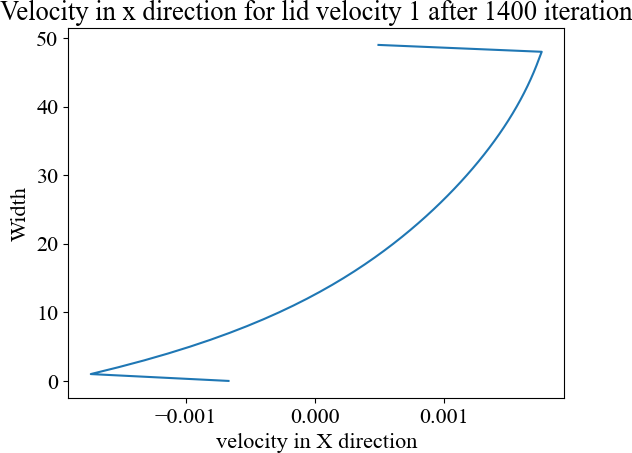 Velocity in x direction for lid velocity 1 after 1400 iteration
50
40
30
20
10
0
Width
−0.001 0.000 0.001
velocity in X direction